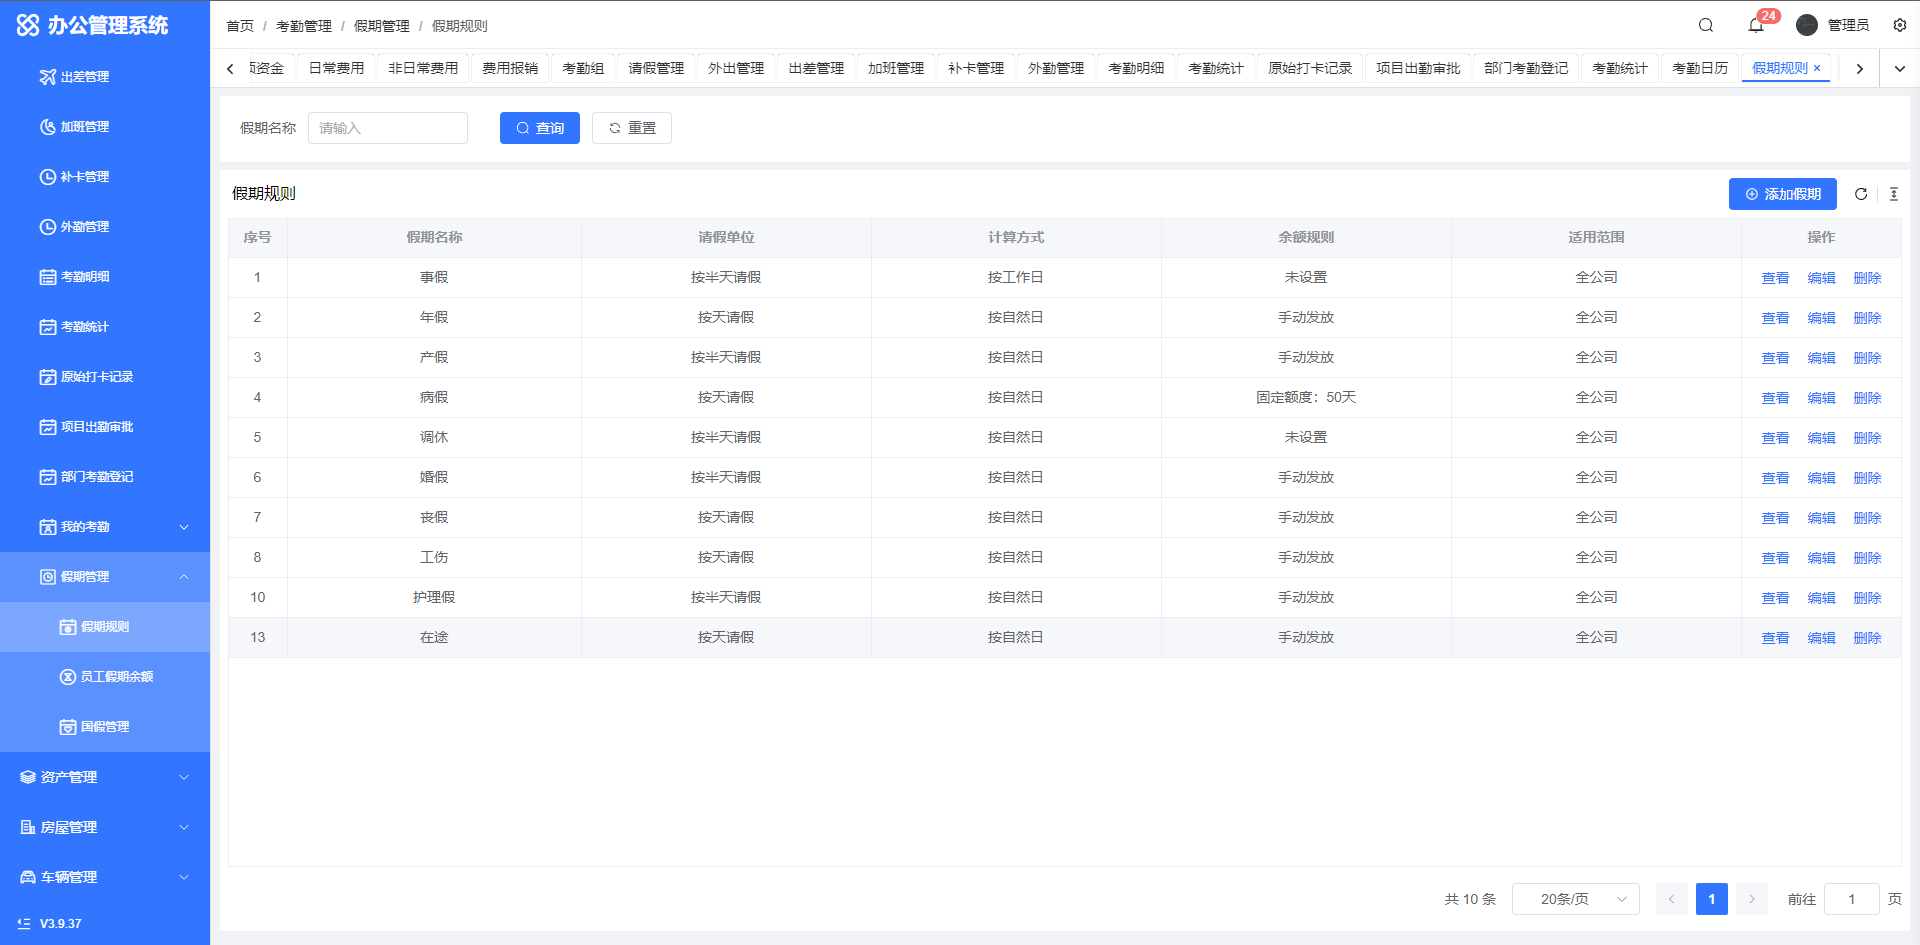 办公管理系统
首页 / 考勤管理 / 假期管理 / 假期规则
24
管理员
资金 日常费用 非日常费用 费用报销 考勤组 请假管理 外出管理 出差管理 加班管理 补卡管理 外勤管理 考勤明细 考勤统计 原始打卡记录 项目出勤审批 部门考勤登记 考勤统计 考勤日历 假期规则 ×
出差管理
加班管理
补卡管理
外勤管理
考勤明细
考勤统计
原始打卡记录
项目出勤审批
部门考勤登记
我的考勤
假期管理
假期规则
员工假期余额
国假管理
资产管理
房屋管理
车辆管理
V3.9.37
假期名称 请输入 查询 重置
假期规则 添加假期
序号 假期名称 请假单位 计算方式 余额规则 适用范围 操作
1 事假 按半天请假 按工作日 未设置 全公司 查看 编辑 删除
2 年假 按天请假 按自然日 手动发放 全公司 查看 编辑 删除
3 产假 按半天请假 按自然日 手动发放 全公司 查看 编辑 删除
4 病假 按天请假 按自然日 固定额度：50天 全公司 查看 编辑 删除
5 调休 按半天请假 按自然日 未设置 全公司 查看 编辑 删除
6 婚假 按半天请假 按自然日 手动发放 全公司 查看 编辑 删除
7 丧假 按天请假 按自然日 手动发放 全公司 查看 编辑 删除
8 工伤 按天请假 按自然日 手动发放 全公司 查看 编辑 删除
10 护理假 按半天请假 按自然日 手动发放 全公司 查看 编辑 删除
13 在途 按天请假 按自然日 手动发放 全公司 查看 编辑 删除
共 10 条 20条/页 1 前往 1 页